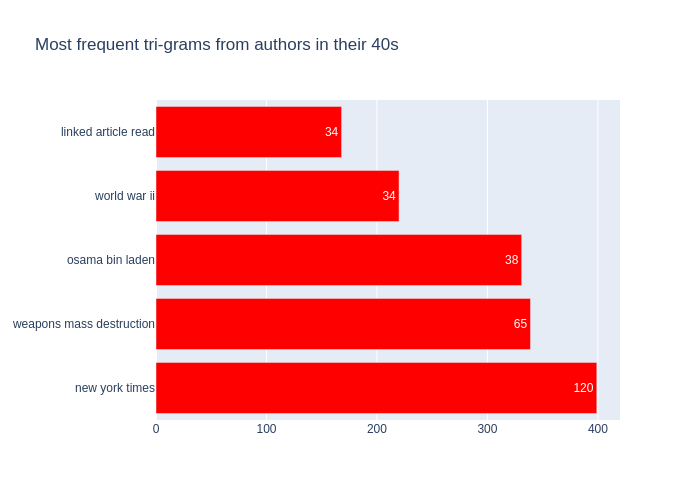 Most frequent tri-grams from authors in their 40s
linked article read 34
world war ii 34
osama bin laden 38
weapons mass destruction 65
new york times 120
0 100 200 300 400